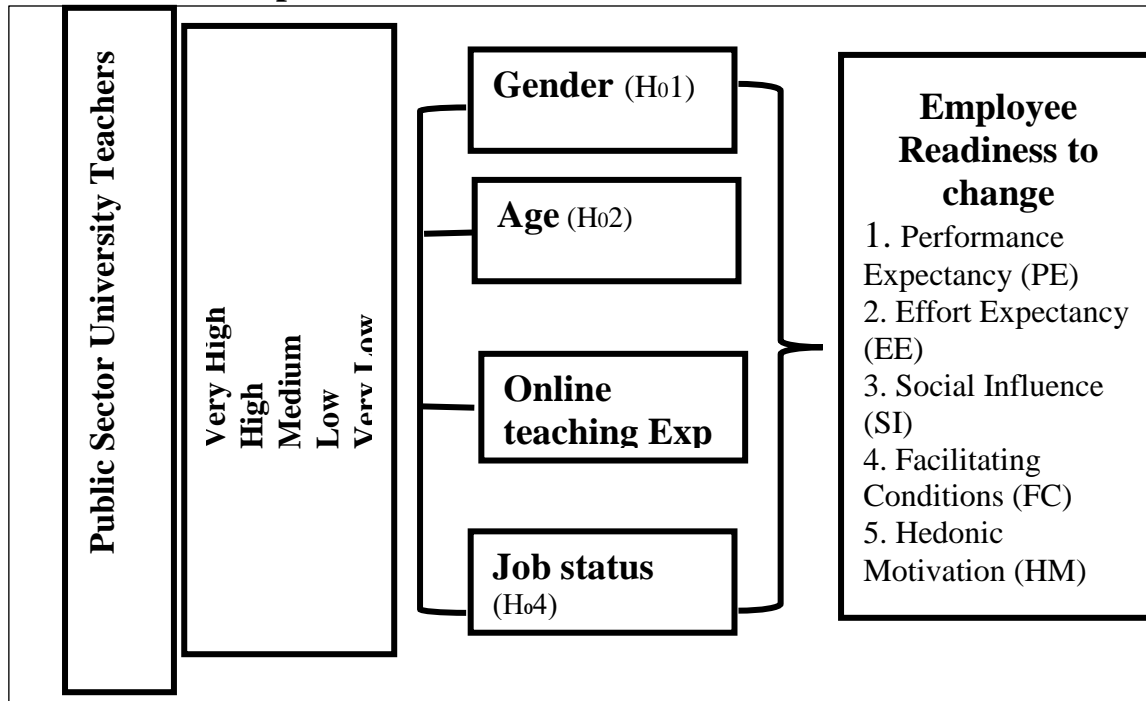 Public Sector University Teachers
Very High
High
Medium
Low
Very Low
Gender (H₀1)
Age (H₀2)
Online
teaching Exp
Job status
(H₀4)
Employee
Readiness to
change
1. Performance
Expectancy (PE)
2. Effort Expectancy
(EE)
3. Social Influence
(SI)
4. Facilitating
Conditions (FC)
5. Hedonic
Motivation (HM)